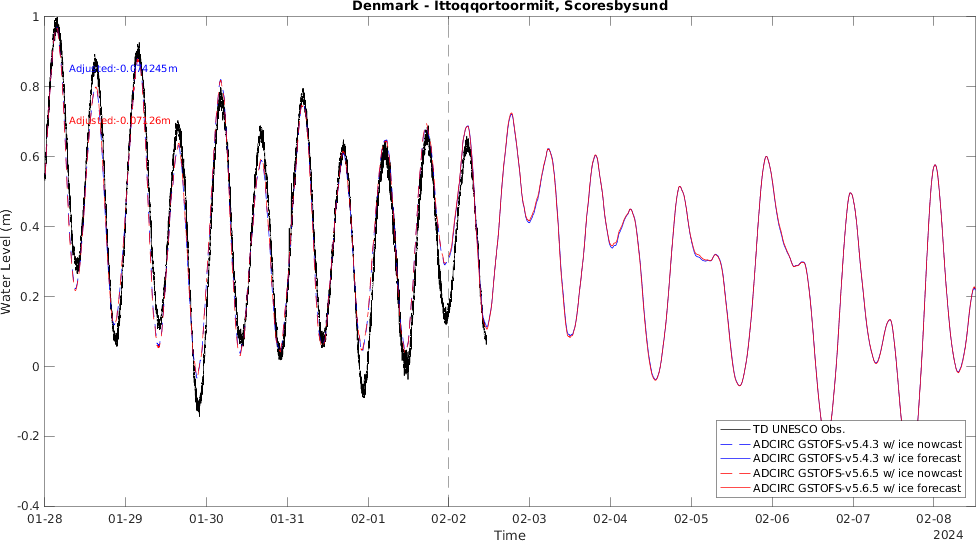 Denmark - Ittoqqortoormiit, Scoresbysund
1
0.8
0.6
0.4
0.2
0
-0.2
-0.4
Water Level (m)
Adjusted:-0.074245m
Adjusted:-0.07126m
TD UNESCO Obs.
ADCIRC GSTOFS-v5.4.3 w/ ice nowcast
ADCIRC GSTOFS-v5.4.3 w/ ice forecast
ADCIRC GSTOFS-v5.6.5 w/ ice nowcast
ADCIRC GSTOFS-v5.6.5 w/ ice forecast
01-28 01-29 01-30 01-31 02-01 02-02 02-03 02-04 02-05 02-06 02-07 02-08
Time
2024